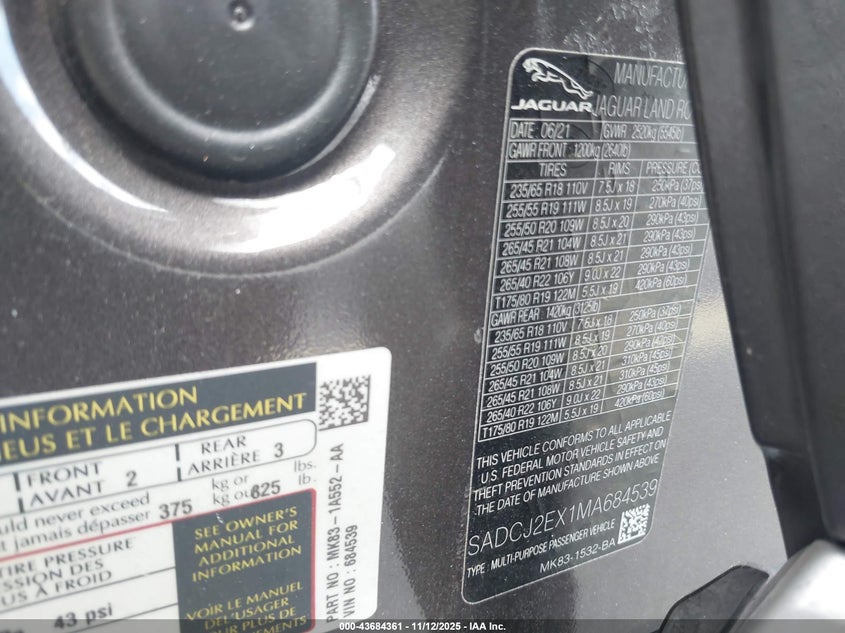 JAGUAR
MANUFACTU
JAGUAR LAND RO
DATE : 06/21 GVWR : 2520kg (5545lb)
GAWR FRONT : 1200kg (2640lb)
TIRES RIMS PRESSURE (CO
235/65 R18 110V 7.5J x 18 250kPa (37psi
255/55 R19 111W 8.5J x 19 270kPa (40psi)
255/50 R20 109W 8.5J x 20 290kPa (43psi)
265/45 R21 104W 8.5J x 21 290kPa (43psi)
265/45 R21 108W 8.5J x 21 290kPa (43psi)
265/40 R22 106Y 9.0J x 22 290kPa (43psi)
T175/80 R19 122M 5.5J x 19 420kPa (60psi)
GAWR REAR : 1420kg (3125lb)
235/65 R18 110V 7.5J x 18 250kPa (37psi)
255/55 R19 111W 8.5J x 19 270kPa (40psi)
255/50 R20 109W 8.5J x 20 290kPa (43psi)
265/45 R21 104W 8.5J x 21 310kPa (45psi)
265/45 R21 108W 8.5J x 21 310kPa (45psi)
265/40 R22 106Y 9.0J x 22 290kPa (43psi)
T175/80 R19 122M 5.5J x 19 420kPa (60psi)
THIS VEHICLE CONFORMS TO ALL APPLICABLE
U.S. FEDERAL MOTOR VEHICLE SAFETY AND
THEFT PREVENTION STANDARDS IN EFFECT ON
THE DATE OF MANUFACTURE SHOWN ABOVE.
SADCJ2EX1MA684539
TYPE : MULTI-PURPOSE PASSENGER VEHICLE
MK83-1532-BA
INFORMATION
NEUS ET LE CHARGEMENT
FRONT
AVANT 2
REAR
ARRIÈRE 3
uld never exceed
t jamais dépasser 375 kg or
kg ou 825 lbs.
lb.
TIRE PRESSURE
SSION DES
US À FROID
43 psi
SEE OWNER'S
MANUAL FOR
ADDITIONAL
INFORMATION
VOIR LE MANUEL
DE L'USAGER
POUR PLUS
PART NO : MK83-1A552-AA
VIN NO : 684539
000-43684361 - 11/12/2025 - IAA Inc.